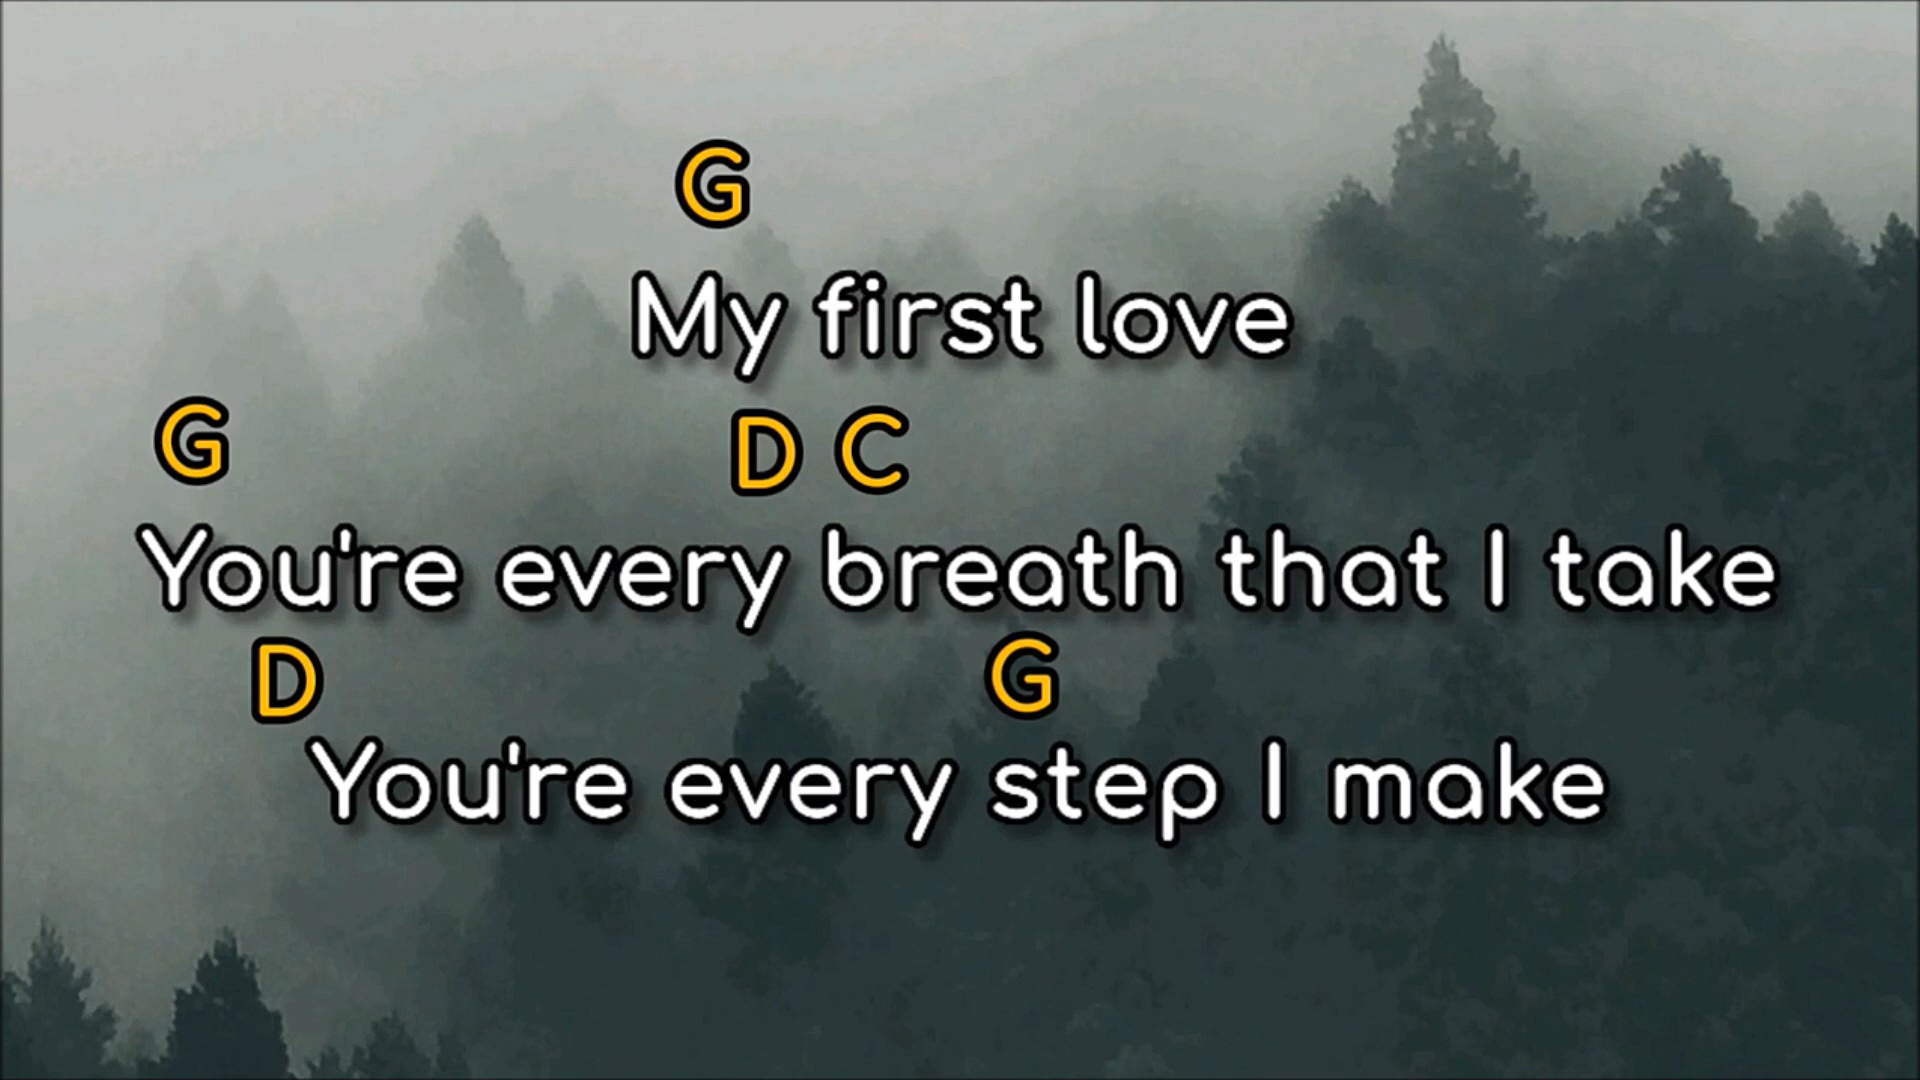 G
My first love
G D C
You're every breath that I take
D G
You're every step I make